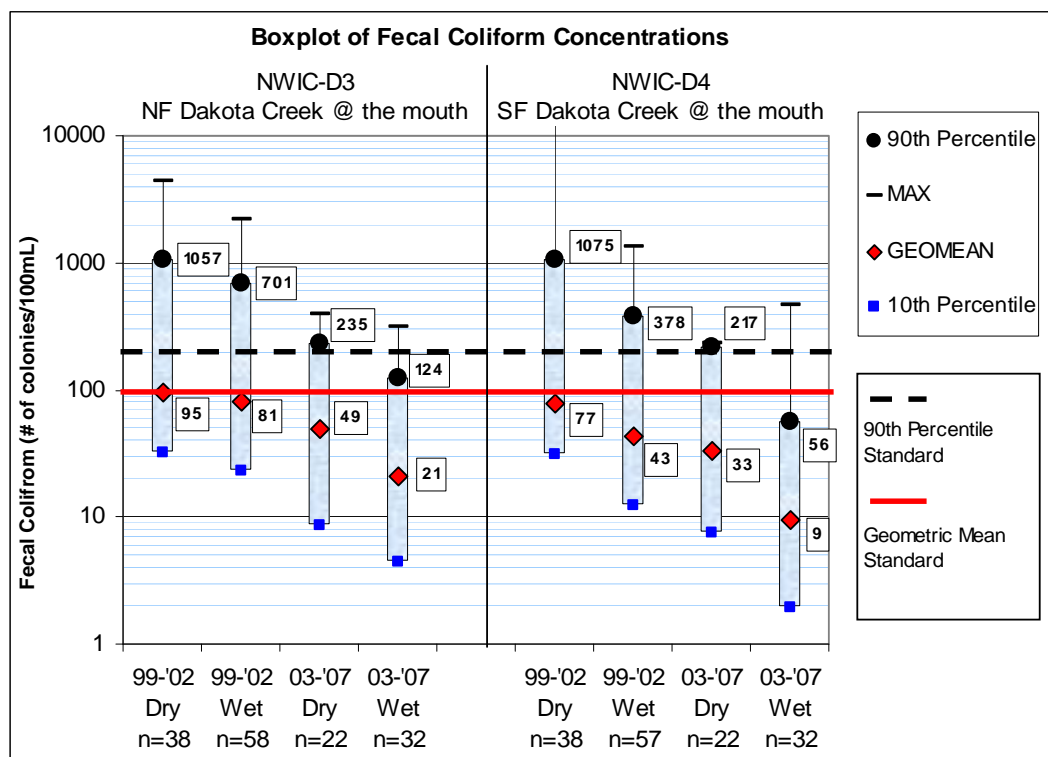 Boxplot of Fecal Coliform Concentrations
NWIC-D3
NF Dakota Creek @ the mouth
NWIC-D4
SF Dakota Creek @ the mouth
Fecal Colifrom (# of colonies/100mL)
10000
1000
100
10
1
1057
701
235
124
95
81
49
21
1075
378
217
56
77
43
33
9
99-'02
Dry
n=38
99-'02
Wet
n=58
03-'07
Dry
n=22
03-'07
Wet
n=32
99-'02
Dry
n=38
99-'02
Wet
n=57
03-'07
Dry
n=22
03-'07
Wet
n=32
90th Percentile
MAX
GEOMEAN
10th Percentile
90th Percentile
Standard
Geometric Mean
Standard